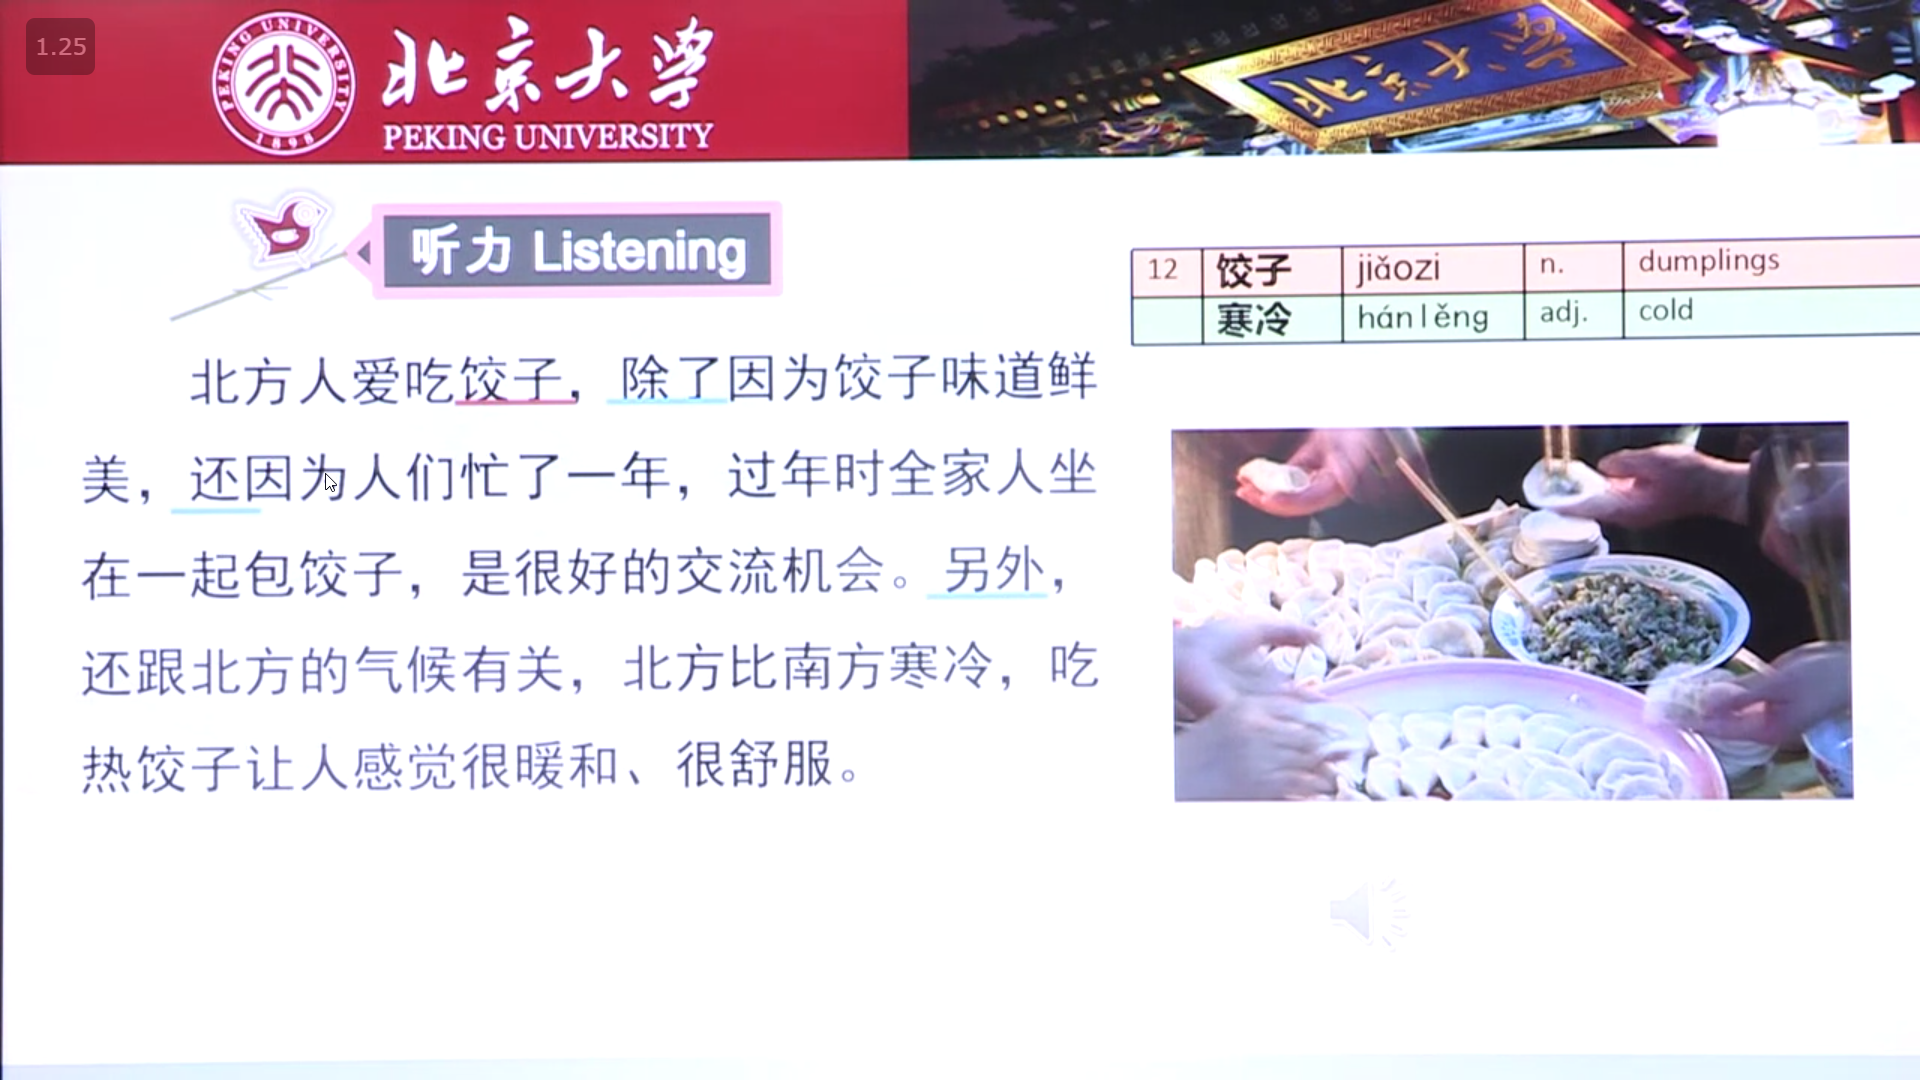 1.25
PEKING UNIVERSITY
1898
北京大学
PEKING UNIVERSITY
北京大学
听力 Listening
12 饺子 jiǎozi n. dumplings
寒冷 hánlěng adj. cold
北方人爱吃饺子，除了因为饺子味道鲜
美，还因为人们忙了一年，过年时全家人坐
在一起包饺子，是很好的交流机会。另外，
还跟北方的气候有关，北方比南方寒冷，吃
热饺子让人感觉很暖和、很舒服。